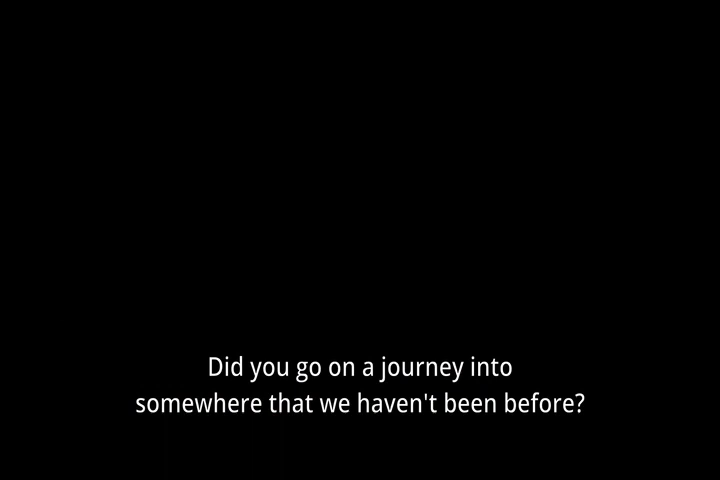 Did you go on a journey into
somewhere that we haven't been before?